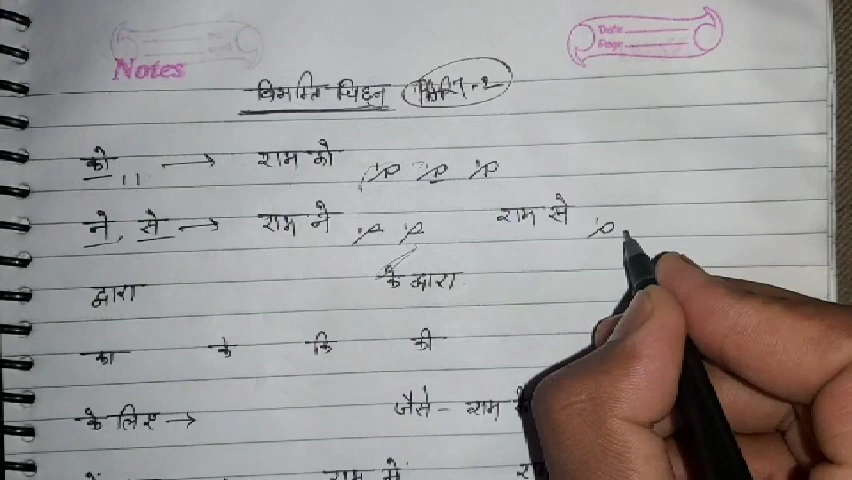 Notes
Date
Page
विभक्ति चिह्न
को → राम को
ने, से → राम ने राम से
द्वारा के द्वारा
का के कि की
के लिए → जैसे - राम
राम में